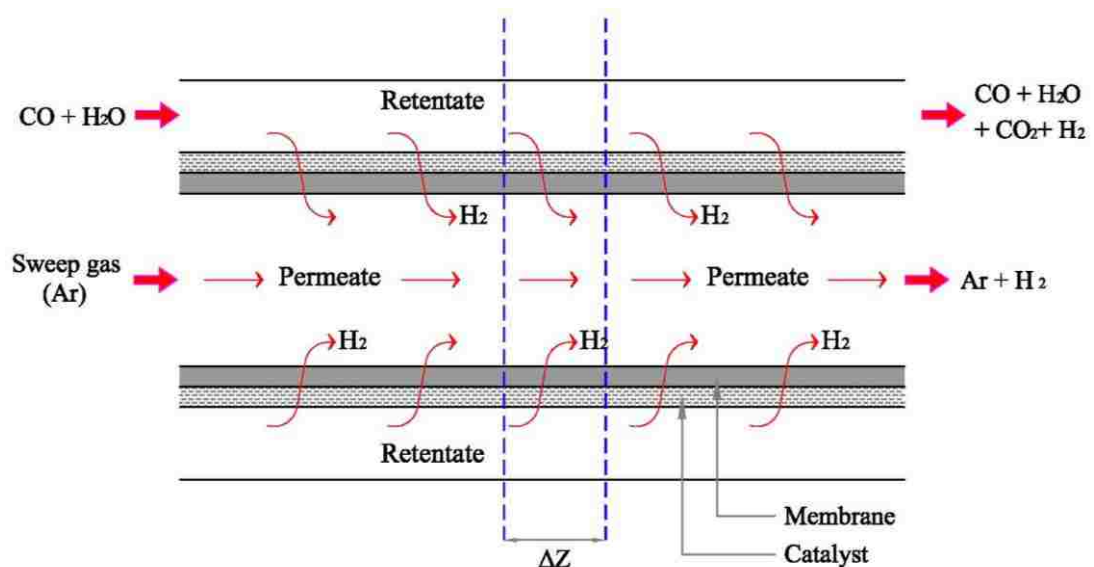 Retentate
CO + H2O
CO + H2O
+ CO2+ H2
H2
H2
Sweep gas
(Ar)
Permeate
Permeate
Ar + H2
H2
H2
H2
Retentate
Membrane
Catalyst
ΔZ